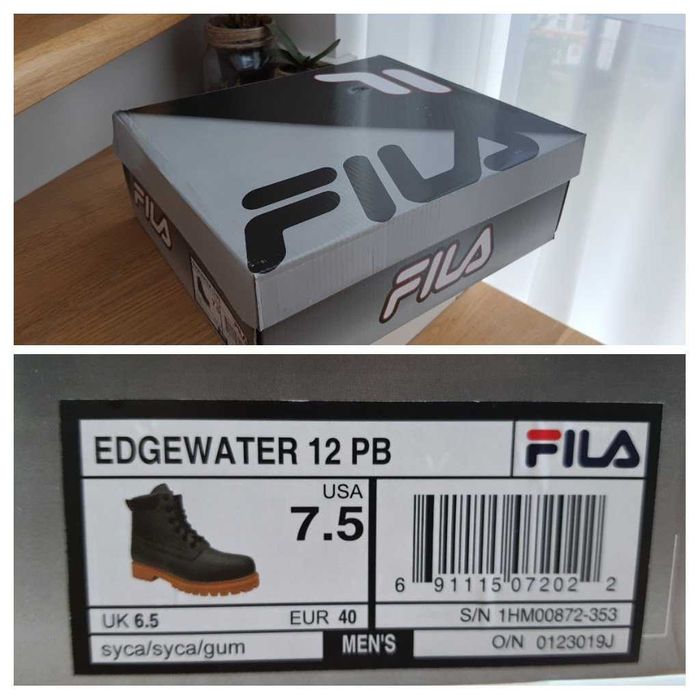 FILA
FILA
FILA
EDGEWATER 12 PB
FILA
USA
7.5
6 91115 07202 2
UK 6.5
EUR 40
S/N 1HM00872-353
syca/syca/gum
MEN'S
O/N 0123019J